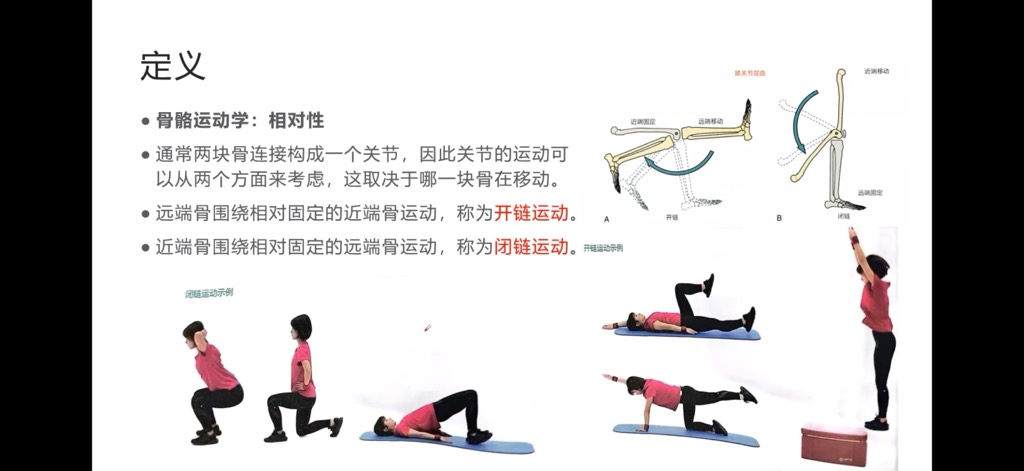 定义
● 骨骼运动学：相对性
● 通常两块骨连接构成一个关节，因此关节的运动可
以从两个方面来考虑，这取决于哪一块骨在移动。
● 远端骨围绕相对固定的近端骨运动，称为开链运动。
● 近端骨围绕相对固定的远端骨运动，称为闭链运动。
膝关节屈曲
近端移动
近端固定
远端移动
远端固定
A
开链
B
闭链
开链运动示例
闭链运动示例